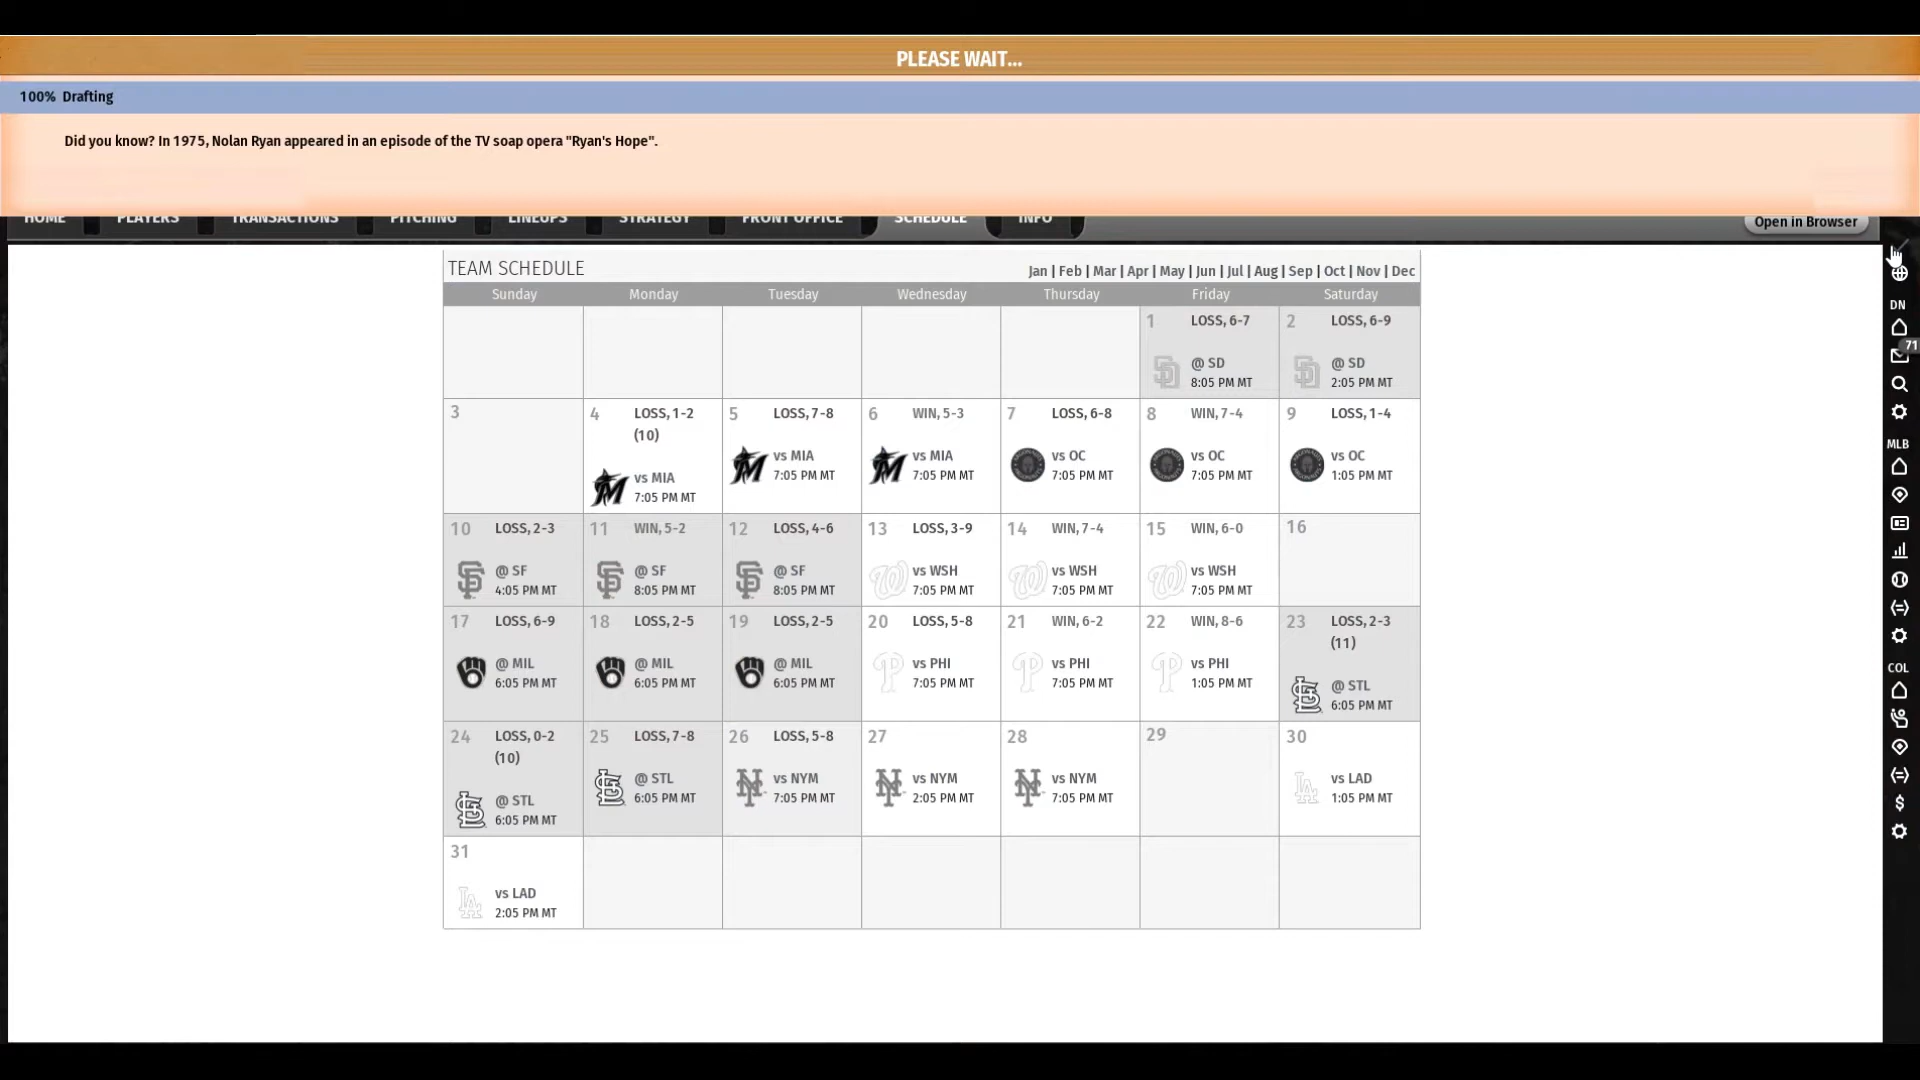 PLEASE WAIT...
100% Drafting
Did you know? In 1975, Nolan Ryan appeared in an episode of the TV soap opera "Ryan's Hope".
HOME PLAYERS TRANSACTIONS PITCHING LINEUPS STRATEGY FRONT OFFICE SCHEDULE INFO Open in Browser
TEAM SCHEDULE Jan | Feb | Mar | Apr | May | Jun | Jul | Aug | Sep | Oct | Nov | Dec
Sunday Monday Tuesday Wednesday Thursday Friday Saturday
1 LOSS, 6-7 2 LOSS, 6-9
@ SD @ SD
8:05 PM MT 2:05 PM MT
3 4 LOSS, 1-2 5 LOSS, 7-8 6 WIN, 5-3 7 LOSS, 6-8 8 WIN, 7-4 9 LOSS, 1-4
(10)
vs MIA vs MIA vs OC vs OC vs OC
7:05 PM MT 7:05 PM MT 7:05 PM MT 7:05 PM MT 1:05 PM MT
vs MIA
7:05 PM MT
10 LOSS, 2-3 11 WIN, 5-2 12 LOSS, 4-6 13 LOSS, 3-9 14 WIN, 7-4 15 WIN, 6-0 16
@ SF @ SF @ SF vs WSH vs WSH vs WSH
4:05 PM MT 8:05 PM MT 8:05 PM MT 7:05 PM MT 7:05 PM MT 7:05 PM MT
17 LOSS, 6-9 18 LOSS, 2-5 19 LOSS, 2-5 20 LOSS, 5-8 21 WIN, 6-2 22 WIN, 8-6 23 LOSS, 2-3
(11)
@ MIL @ MIL @ MIL vs PHI vs PHI vs PHI
6:05 PM MT 6:05 PM MT 6:05 PM MT 7:05 PM MT 7:05 PM MT 1:05 PM MT
@ STL
6:05 PM MT
24 LOSS, 0-2 25 LOSS, 7-8 26 LOSS, 5-8 27 28 29 30
(10)
@ STL vs NYM vs NYM vs NYM vs LAD
6:05 PM MT 7:05 PM MT 2:05 PM MT 7:05 PM MT 1:05 PM MT
@ STL
6:05 PM MT
31
vs LAD
2:05 PM MT
DN
71
MLB
COL
$